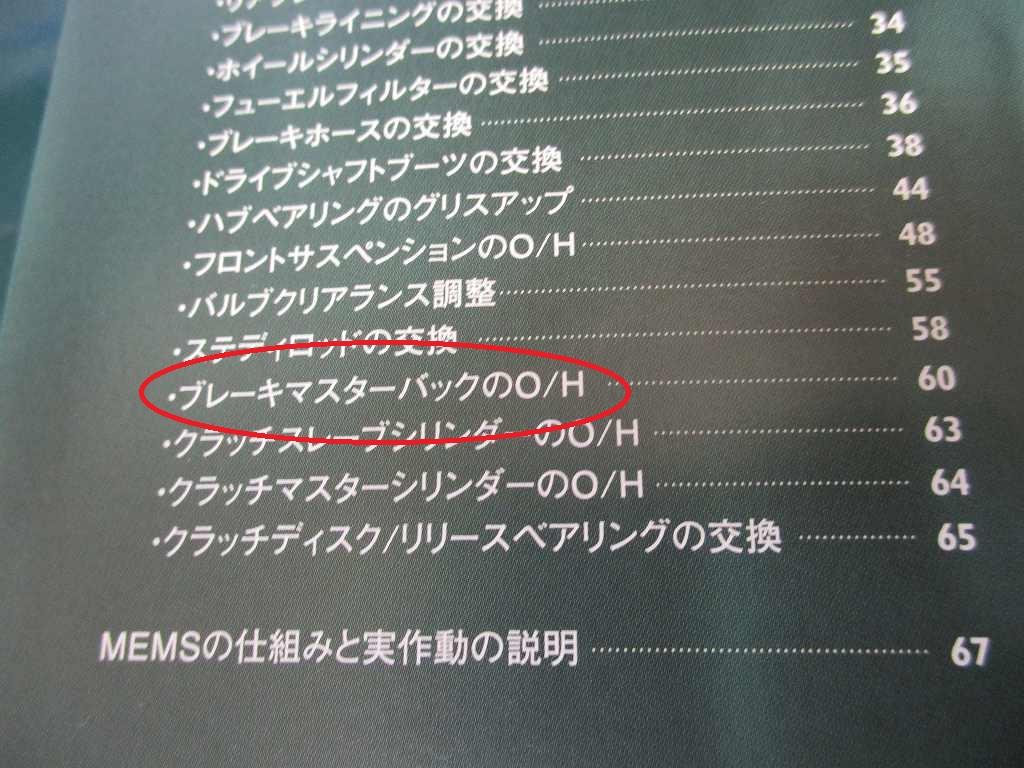 ・ブレーキライニングの交換
・ホイールシリンダーの交換 34
・フューエルフィルターの交換 35
・ブレーキホースの交換 36
・ドライブシャフトブーツの交換 38
・ハブベアリングのグリスアップ 44
・フロントサスペンションのO/H 48
・バルブクリアランス調整 55
・ステディロッドの交換 58
・ブレーキマスターバックのO/H 60
・クラッチスレーブシリンダーのO/H 63
・クラッチマスターシリンダーのO/H 64
・クラッチディスク/リリースベアリングの交換 65
MEMSの仕組みと実作動の説明 67